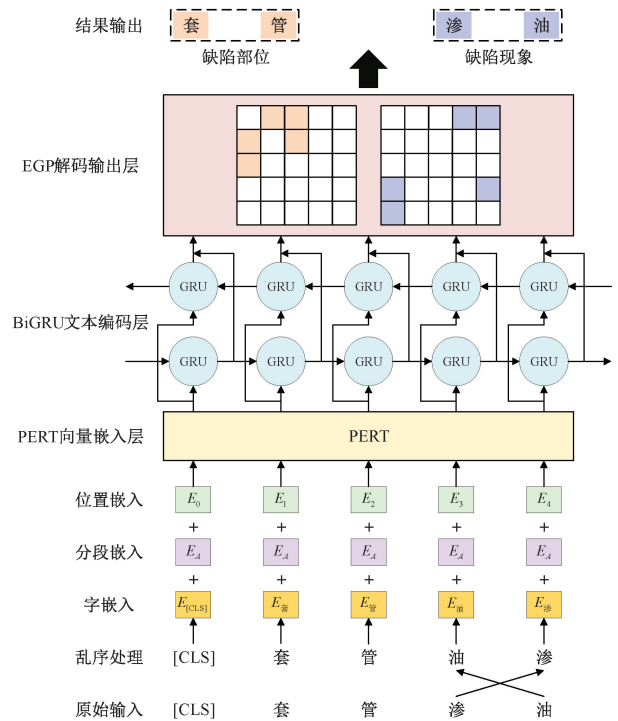 结果输出 套 管 渗 油
缺陷部位 缺陷现象
EGP解码输出层
GRU GRU GRU GRU GRU
BiGRU文本编码层
GRU GRU GRU GRU GRU
PERT向量嵌入层 PERT
位置嵌入 E0 E1 E2 E3 E4
+ + + + +
分段嵌入 EA EA EA EA EA
+ + + + +
字嵌入 E[CLS] E套 E管 E油 E渗
乱序处理 [CLS] 套 管 油 渗
原始输入 [CLS] 套 管 渗 油